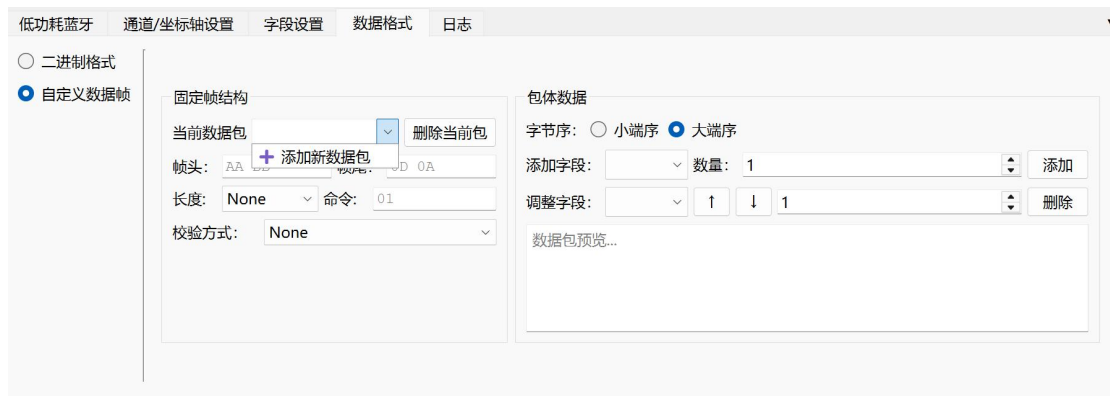 低功耗蓝牙 通道/坐标轴设置 字段设置 数据格式 日志
二进制格式
自定义数据帧
固定帧结构
当前数据包 删除当前包
添加新数据包
帧头: AA BB 帧尾: 0D 0A
长度: None 命令: 01
校验方式: None
包体数据
字节序: 小端序 大端序
添加字段: 数量: 1 添加
调整字段: ↑ ↓ 1 删除
数据包预览...